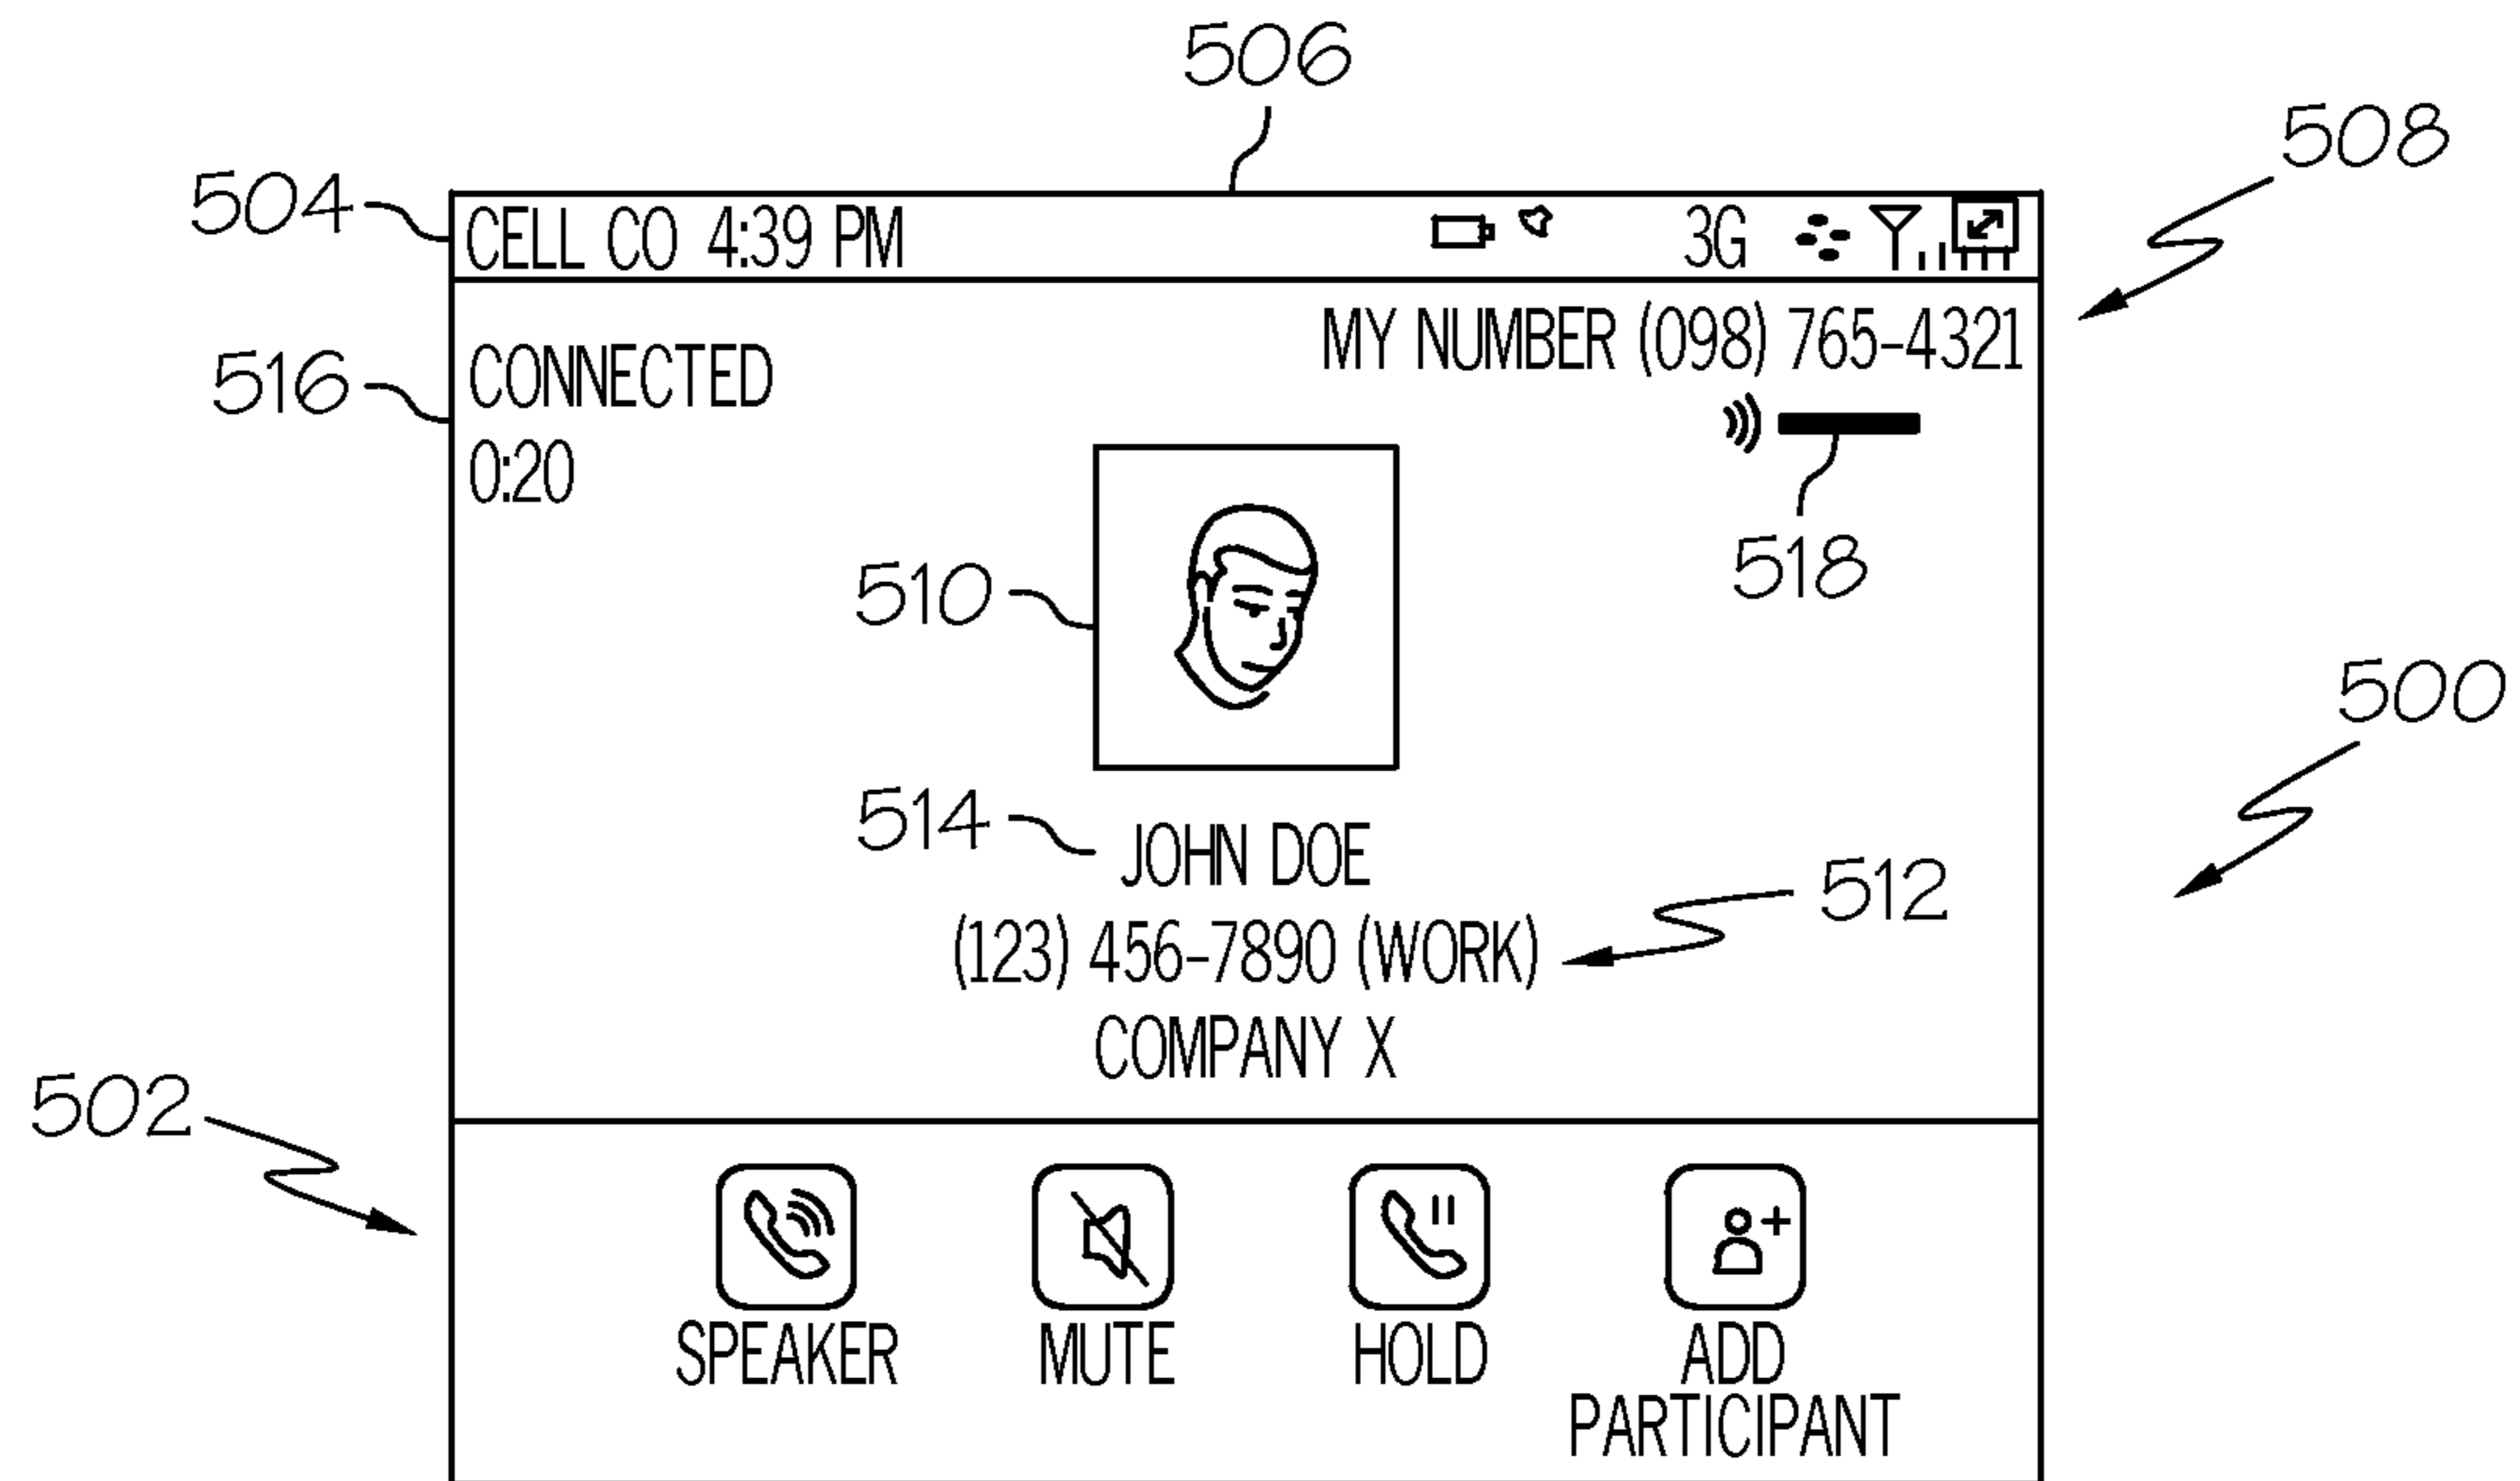 506
508
504
CELL CO 4:39 PM 3G
MY NUMBER (098) 765-4321
516
CONNECTED
0:20
518
510
500
514
JOHN DOE
512
(123) 456-7890 (WORK)
COMPANY X
502
SPEAKER MUTE HOLD ADD
PARTICIPANT